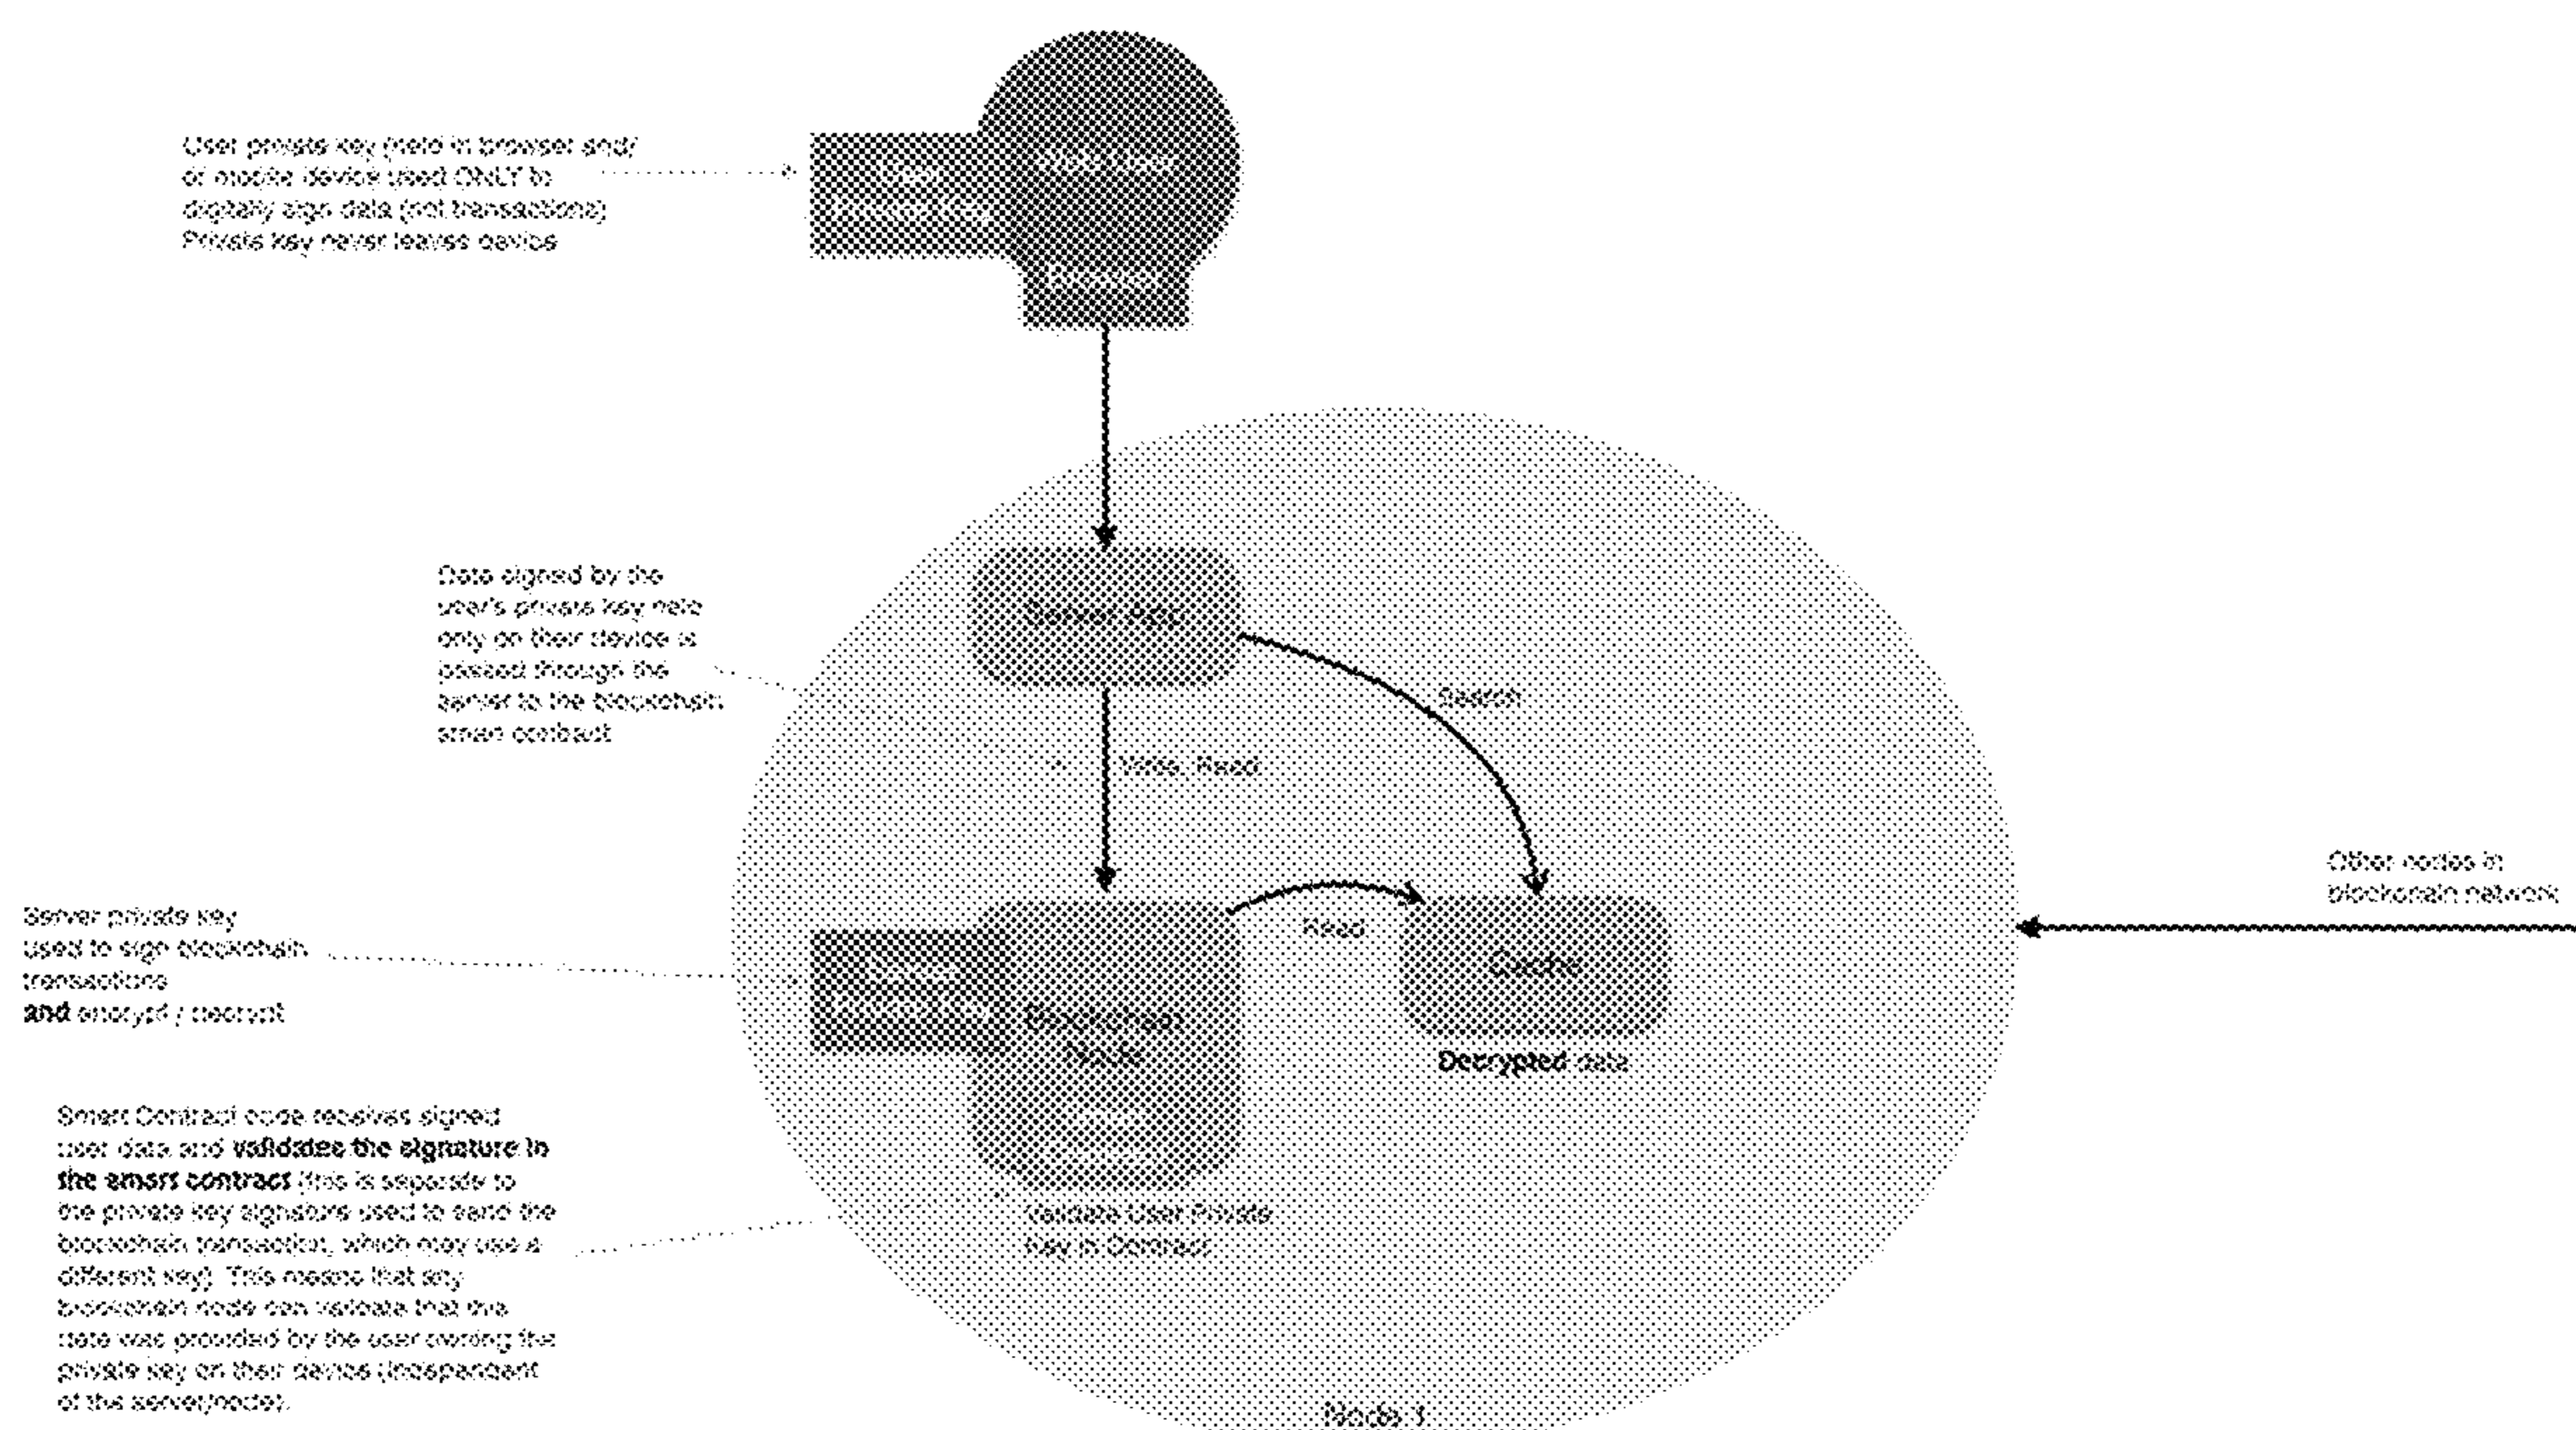 User private key (held in browser and/
or mobile device used ONLY to
digitally sign data (not transactions)
Private key never leaves device
Data signed by the
user's private key held
only on their device is
passed through the
server to the blockchain
smart contract
Server App
Search
Write, Read
Other nodes in
blockchain network
Server private key
used to sign blockchain
transactions
and encrypt / decrypt
Read
Cache
Blockchain
Node
Decrypted data
Smart Contract code receives signed
user data and validates the signature in
the smart contract (this is separate to
the private key signature used to send the
blockchain transaction, which may use a
different key). This means that any
blockchain node can validate that the
data was provided by the user owning the
private key on their device (independent
of the server/node).
Validate User Private
Key in Contract
Node 1